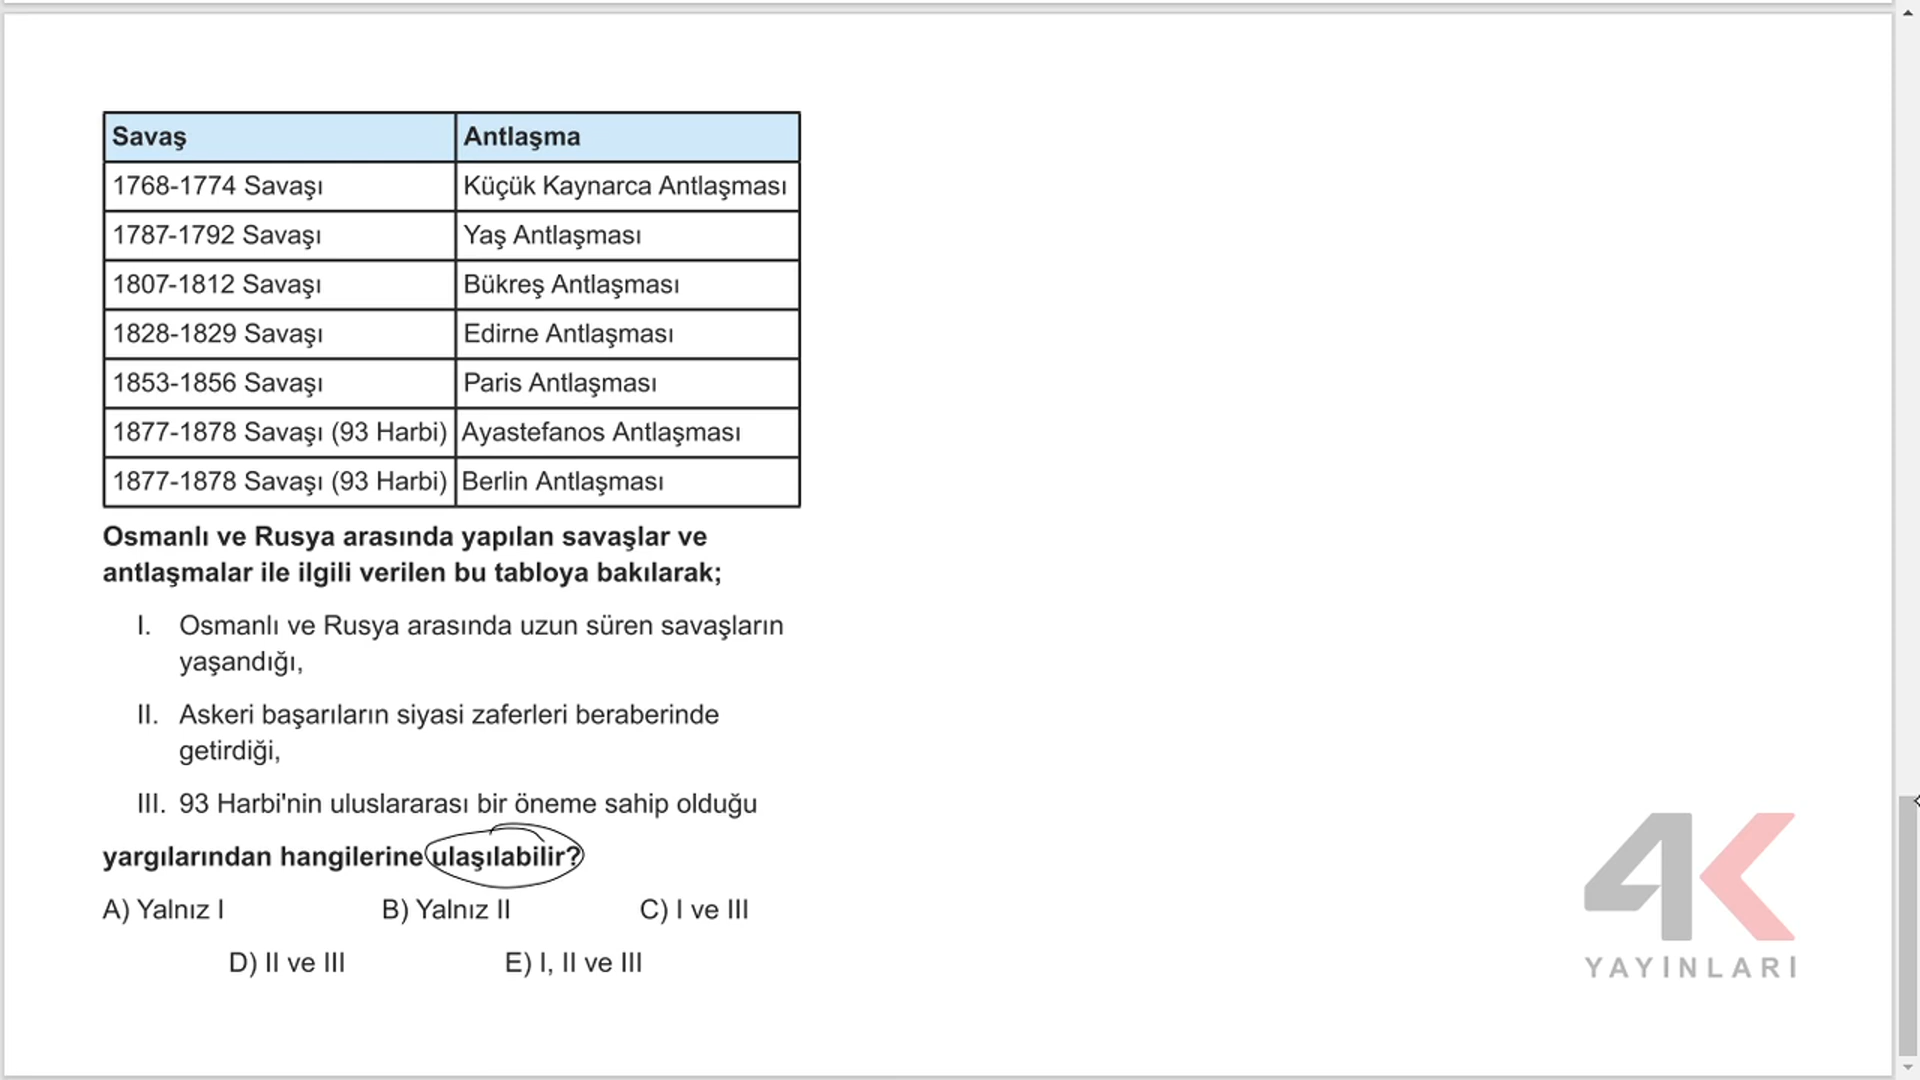 Savaş Antlaşma
1768-1774 Savaşı Küçük Kaynarca Antlaşması
1787-1792 Savaşı Yaş Antlaşması
1807-1812 Savaşı Bükreş Antlaşması
1828-1829 Savaşı Edirne Antlaşması
1853-1856 Savaşı Paris Antlaşması
1877-1878 Savaşı (93 Harbi) Ayastefanos Antlaşması
1877-1878 Savaşı (93 Harbi) Berlin Antlaşması
Osmanlı ve Rusya arasında yapılan savaşlar ve
antlaşmalar ile ilgili verilen bu tabloya bakılarak;
I. Osmanlı ve Rusya arasında uzun süren savaşların
yaşandığı,
II. Askeri başarıların siyasi zaferleri beraberinde
getirdiği,
III. 93 Harbi'nin uluslararası bir öneme sahip olduğu
yargılarından hangilerine ulaşılabilir?
A) Yalnız I B) Yalnız II C) I ve III
D) II ve III E) I, II ve III
4K
YAYINLARI